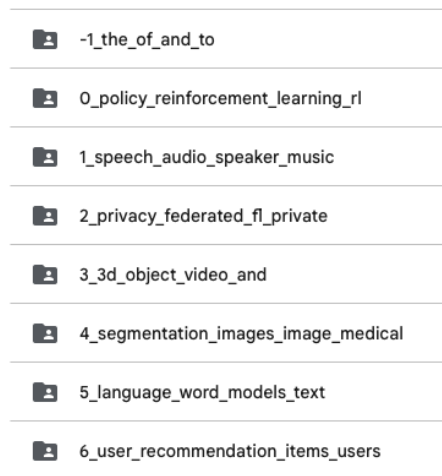 -1_the_of_and_to
0_policy_reinforcement_learning_rl
1_speech_audio_speaker_music
2_privacy_federated_fl_private
3_3d_object_video_and
4_segmentation_images_image_medical
5_language_word_models_text
6_user_recommendation_items_users